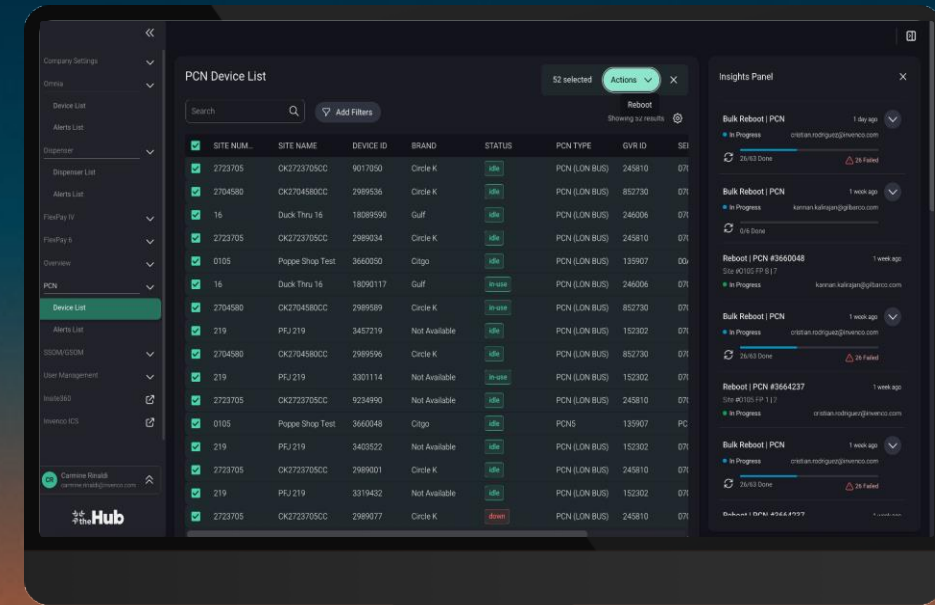 Company Settings
Omnia
Device List
Alerts List
Dispenser
Dispenser List
Alerts List
FlexPay IV
FlexPay 6
Overview
PCN
Device List
Alerts List
SSOM/GSOM
User Management
Insite360
Invenco ICS
CR
Carmine Rinaldi
carmine.rinaldi@invenco.com
theHub
PCN Device List
52 selected
Actions
Reboot
Search
Add Filters
Showing 52 results
SITE NUM... SITE NAME DEVICE ID BRAND STATUS PCN TYPE GVR ID
2723705 CK2723705CC 9017050 Circle K idle PCN (LON BUS) 245810
2704580 CK2704580CC 2989536 Circle K idle PCN (LON BUS) 852730
16 Duck Thru 16 18089590 Gulf idle PCN (LON BUS) 246006
2723705 CK2723705CC 2989034 Circle K idle PCN (LON BUS) 245810
0105 Poppe Shop Test 3660050 Citgo idle PCN (LON BUS) 135907
16 Duck Thru 16 18090117 Gulf in-use PCN (LON BUS) 246006
2704580 CK2704580CC 2989589 Circle K in-use PCN (LON BUS) 852730
219 PFJ 219 3457219 Not Available idle PCN (LON BUS) 152302
2704580 CK2704580CC 2989596 Circle K idle PCN (LON BUS) 852730
219 PFJ 219 3301114 Not Available in-use PCN (LON BUS) 152302
2723705 CK2723705CC 9234990 Not Available idle PCN (LON BUS) 245810
0105 Poppe Shop Test 3660048 Citgo idle PCN5 135907 PC
219 PFJ 219 3403522 Not Available idle PCN (LON BUS) 152302
2723705 CK2723705CC 2989001 Circle K idle PCN (LON BUS) 245810
219 PFJ 219 3319432 Not Available idle PCN (LON BUS) 152302
2723705 CK2723705CC 2989077 Circle K down PCN (LON BUS) 245810
Insights Panel
Bulk Reboot | PCN 1 day ago
In Progress cristian.rodriguez@invenco.com
26/63 Done 26 Failed
Bulk Reboot | PCN 1 week ago
In Progress kannan.kalirajan@gilbarco.com
0/6 Done
Reboot | PCN #3660048 1 week ago
Site #0105 FP 8 | 7
In Progress kannan.kalirajan@gilbarco.com
Bulk Reboot | PCN 1 week ago
In Progress cristian.rodriguez@invenco.com
26/63 Done 26 Failed
Reboot | PCN #3664237 1 week ago
Site #0105 FP 1 | 2
In Progress cristian.rodriguez@invenco.com
Bulk Reboot | PCN 1 week ago
In Progress cristian.rodriguez@invenco.com
26/63 Done 26 Failed
Reboot | PCN #3664237 1 week ago